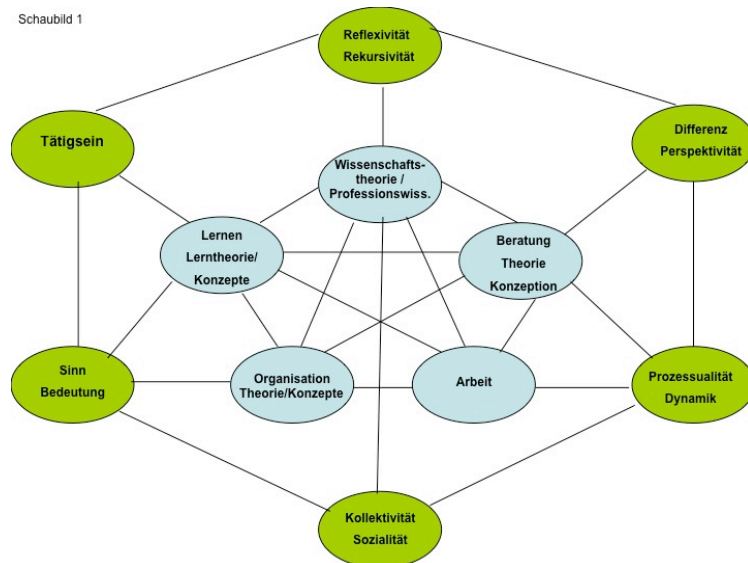 Schaubild 1
Reflexivität
Rekursivität
Tätigsein
Differenz
Perspektivität
Wissenschafts-
theorie /
Professionswiss.
Lernen
Lerntheorie/
Konzepte
Beratung
Theorie
Konzeption
Sinn
Bedeutung
Organisation
Theorie/Konzepte
Arbeit
Prozessualität
Dynamik
Kollektivität
Sozialität